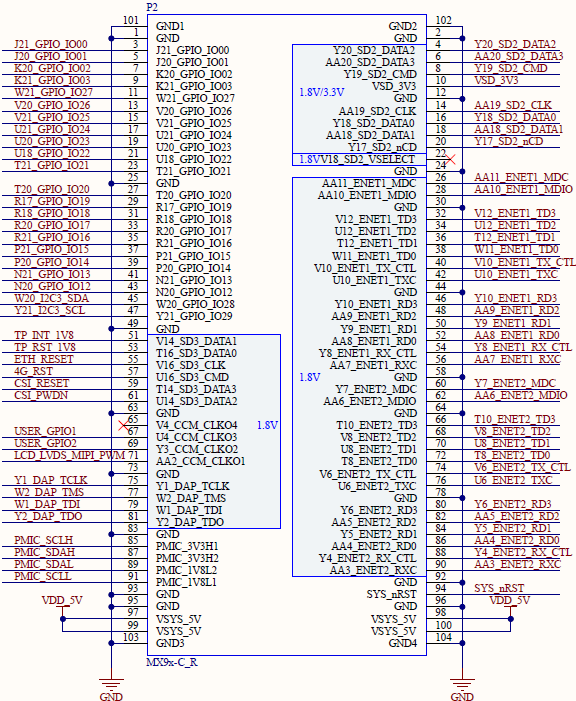 P2
101 GND1 GND2 102
1 GND GND 2
J21_GPIO_IO00 3 J21_GPIO_IO00 Y20_SD2_DATA2 4 Y20_SD2_DATA2
J20_GPIO_IO01 5 J20_GPIO_IO01 AA20_SD2_DATA3 6 AA20_SD2_DATA3
K20_GPIO_IO02 7 K20_GPIO_IO02 Y19_SD2_CMD 8 Y19_SD2_CMD
K21_GPIO_IO03 9 K21_GPIO_IO03 VSD_3V3 10 VSD_3V3
W21_GPIO_IO27 11 W21_GPIO_IO27 1.8V/3.3V GND 12
V20_GPIO_IO26 13 V20_GPIO_IO26 AA19_SD2_CLK 14 AA19_SD2_CLK
V21_GPIO_IO25 15 V21_GPIO_IO25 Y18_SD2_DATA0 16 Y18_SD2_DATA0
U21_GPIO_IO24 17 U21_GPIO_IO24 AA18_SD2_DATA1 18 AA18_SD2_DATA1
U20_GPIO_IO23 19 U20_GPIO_IO23 Y17_SD2_nCD 20 Y17_SD2_nCD
U18_GPIO_IO22 21 U18_GPIO_IO22 1.8V V18_SD2_VSELECT 22
T21_GPIO_IO21 23 T21_GPIO_IO21 GND 24
25 GND AA11_ENET1_MDC 26 AA11_ENET1_MDC
T20_GPIO_IO20 27 T20_GPIO_IO20 AA10_ENET1_MDIO 28 AA10_ENET1_MDIO
R17_GPIO_IO19 29 R17_GPIO_IO19 GND 30
R18_GPIO_IO18 31 R18_GPIO_IO18 V12_ENET1_TD3 32 V12_ENET1_TD3
R20_GPIO_IO17 33 R20_GPIO_IO17 U12_ENET1_TD2 34 U12_ENET1_TD2
R21_GPIO_IO16 35 R21_GPIO_IO16 T12_ENET1_TD1 36 T12_ENET1_TD1
P21_GPIO_IO15 37 P21_GPIO_IO15 W11_ENET1_TD0 38 W11_ENET1_TD0
P20_GPIO_IO14 39 P20_GPIO_IO14 V10_ENET1_TX_CTL 40 V10_ENET1_TX_CTL
N21_GPIO_IO13 41 N21_GPIO_IO13 U10_ENET1_TXC 42 U10_ENET1_TXC
N20_GPIO_IO12 43 N20_GPIO_IO12 GND 44
W20_I2C3_SDA 45 W20_GPIO_IO28 Y10_ENET1_RD3 46 Y10_ENET1_RD3
Y21_I2C3_SCL 47 Y21_GPIO_IO29 AA9_ENET1_RD2 48 AA9_ENET1_RD2
49 GND Y9_ENET1_RD1 50 Y9_ENET1_RD1
TP_INT_1V8 51 V14_SD3_DATA1 AA8_ENET1_RD0 52 AA8_ENET1_RD0
TP_RST_1V8 53 T16_SD3_DATA0 Y8_ENET1_RX_CTL 54 Y8_ENET1_RX_CTL
ETH_RESET 55 V16_SD3_CLK AA7_ENET1_RXC 56 AA7_ENET1_RXC
4G_RST 57 U16_SD3_CMD 1.8V GND 58
CSI_RESET 59 T14_SD3_DATA3 Y7_ENET2_MDC 60 Y7_ENET2_MDC
CSI_PWDN 61 U14_SD3_DATA2 AA6_ENET2_MDIO 62 AA6_ENET2_MDIO
63 GND GND 64
65 V4_CCM_CLKO4 1.8V T10_ENET2_TD3 66 T10_ENET2_TD3
USER_GPIO1 67 U4_CCM_CLKO3 V8_ENET2_TD2 68 V8_ENET2_TD2
USER_GPIO2 69 Y3_CCM_CLKO2 U8_ENET2_TD1 70 U8_ENET2_TD1
LCD_LVDS_MIPI_PWM 71 AA2_CCM_CLKO1 T8_ENET2_TD0 72 T8_ENET2_TD0
73 GND V6_ENET2_TX_CTL 74 V6_ENET2_TX_CTL
Y1_DAP_TCLK 75 Y1_DAP_TCLK U6_ENET2_TXC 76 U6_ENET2_TXC
W2_DAP_TMS 77 W2_DAP_TMS GND 78
W1_DAP_TDI 79 W1_DAP_TDI Y6_ENET2_RD3 80 Y6_ENET2_RD3
Y2_DAP_TDO 81 Y2_DAP_TDO AA5_ENET2_RD2 82 AA5_ENET2_RD2
83 GND Y5_ENET2_RD1 84 Y5_ENET2_RD1
PMIC_SCLH 85 PMIC_3V3H1 AA4_ENET2_RD0 86 AA4_ENET2_RD0
PMIC_SDAH 87 PMIC_3V3H2 Y4_ENET2_RX_CTL 88 Y4_ENET2_RX_CTL
PMIC_SDAL 89 PMIC_1V8L2 AA3_ENET2_RXC 90 AA3_ENET2_RXC
PMIC_SCLL 91 PMIC_1V8L1 GND 92
93 GND SYS_nRST 94 SYS_nRST
VDD_5V 95 GND GND 96 VDD_5V
97 VSYS_5V VSYS_5V 98
99 VSYS_5V VSYS_5V 100
103 GND3 GND4 104
MX9x-C_R
GND GND